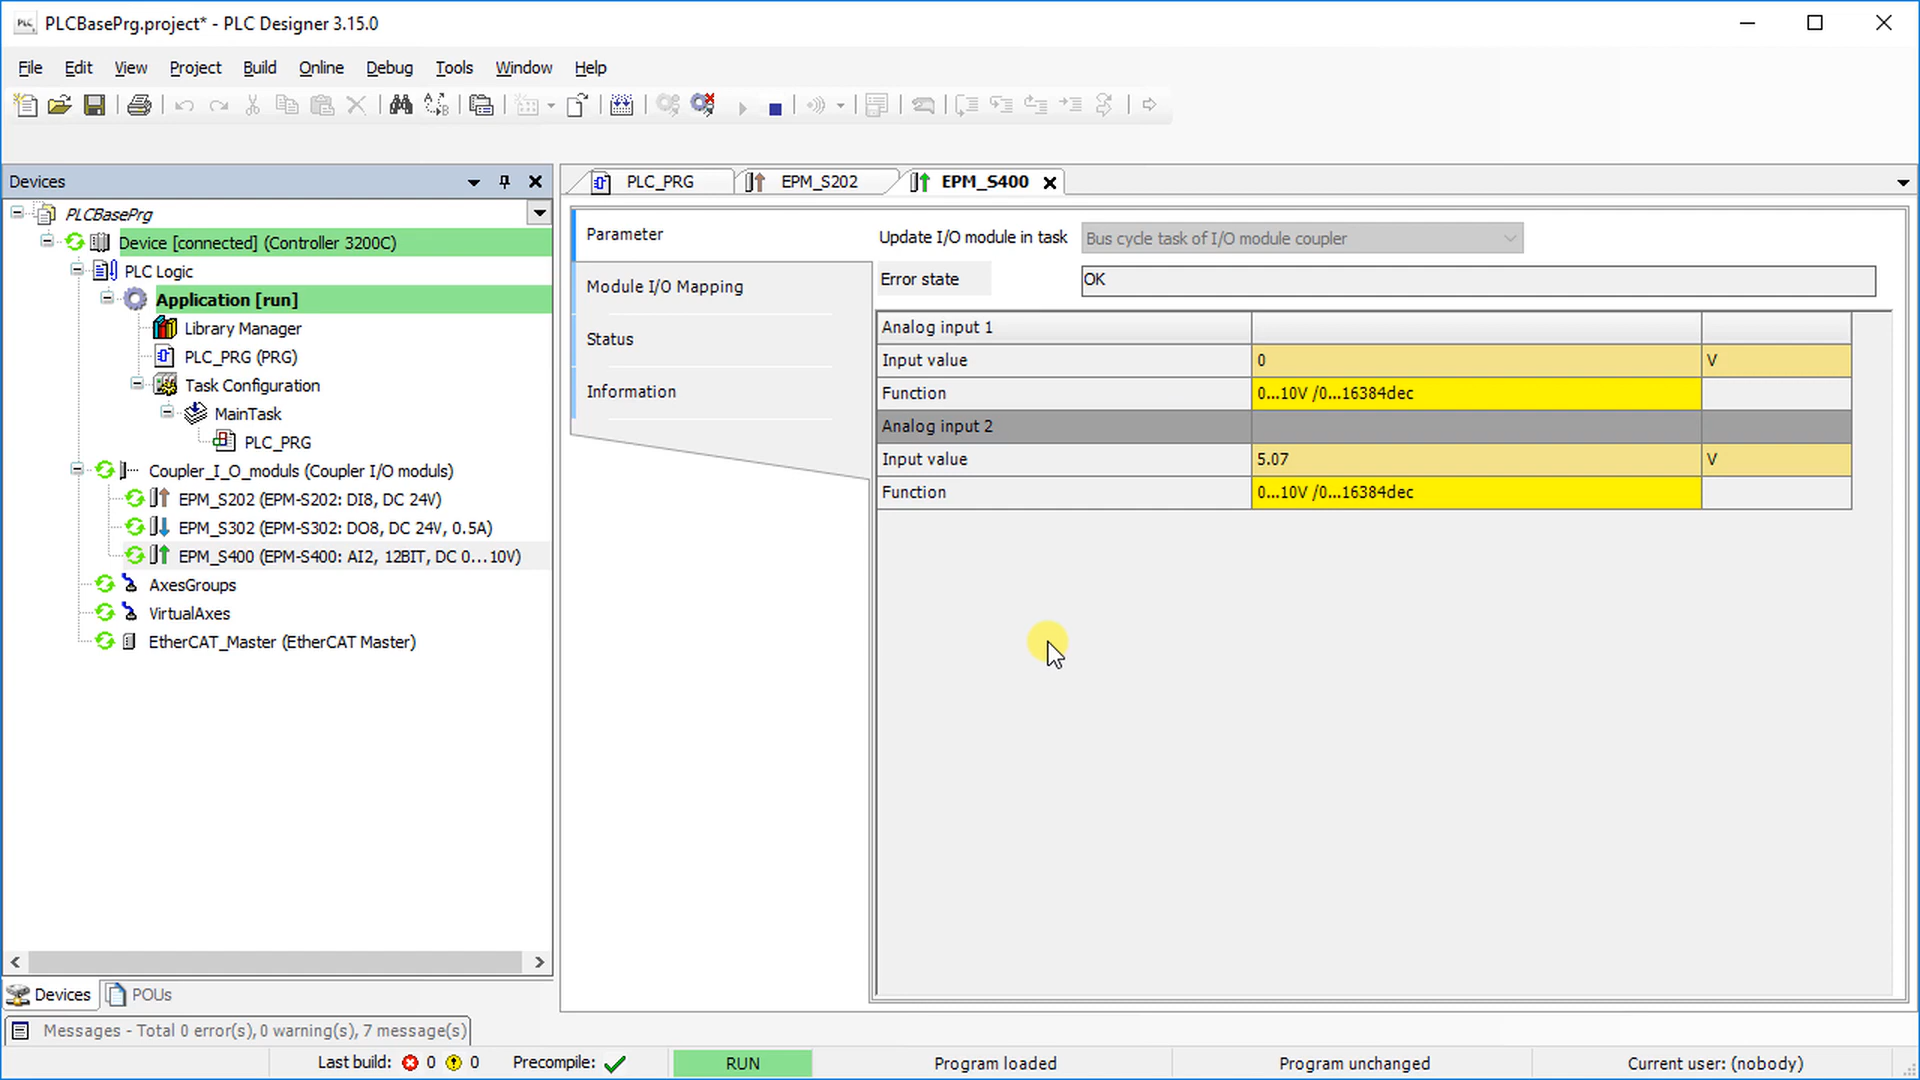 PLCBasePrg.project* - PLC Designer 3.15.0
File Edit View Project Build Online Debug Tools Window Help
Devices
PLCBasePrg
Device [connected] (Controller 3200C)
PLC Logic
Application [run]
Library Manager
PLC_PRG (PRG)
Task Configuration
MainTask
PLC_PRG
Coupler_I_O_moduls (Coupler I/O moduls)
EPM_S202 (EPM-S202: DI8, DC 24V)
EPM_S302 (EPM-S302: DO8, DC 24V, 0.5A)
EPM_S400 (EPM-S400: AI2, 12BIT, DC 0...10V)
AxesGroups
VirtualAxes
EtherCAT_Master (EtherCAT Master)
Devices POUs
PLC_PRG EPM_S202 EPM_S400
Parameter
Module I/O Mapping
Status
Information
Update I/O module in task Bus cycle task of I/O module coupler
Error state OK
Analog input 1
Input value 0 V
Function 0...10V /0...16384dec
Analog input 2
Input value 5.07 V
Function 0...10V /0...16384dec
Messages - Total 0 error(s), 0 warning(s), 7 message(s)
Last build: 0 0 Precompile: RUN Program loaded Program unchanged Current user: (nobody)